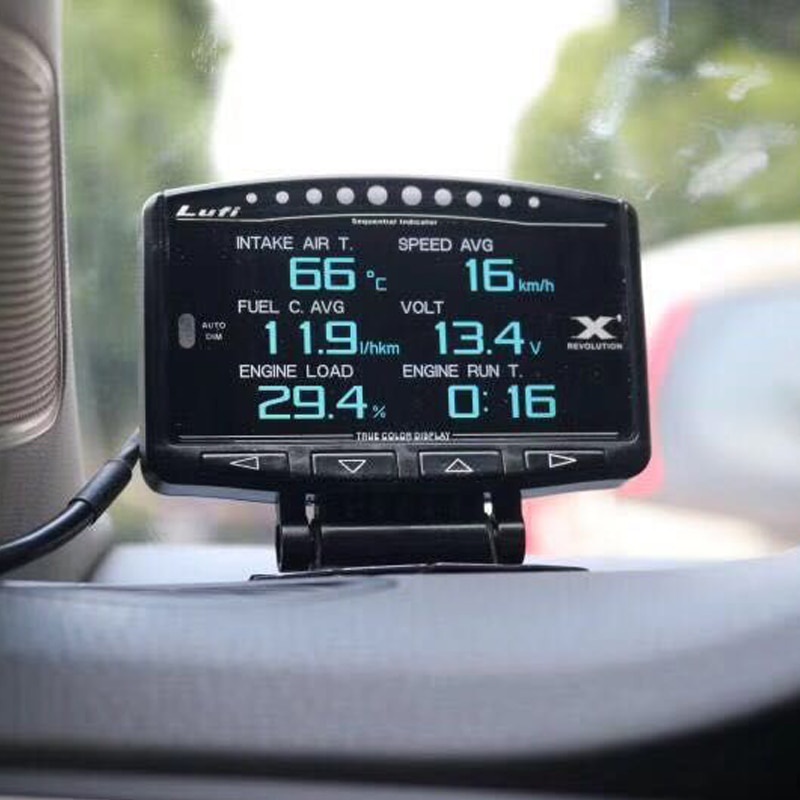 Lufi
Sequential Indicator
INTAKE AIR T. SPEED AVG
66 °C 16 km/h
FUEL C. AVG VOLT
11.9 l/hkm 13.4 V
AUTO
DIM
X1
REVOLUTION
ENGINE LOAD ENGINE RUN T.
29.4 % 0:16
TRUE COLOR DISPLAY